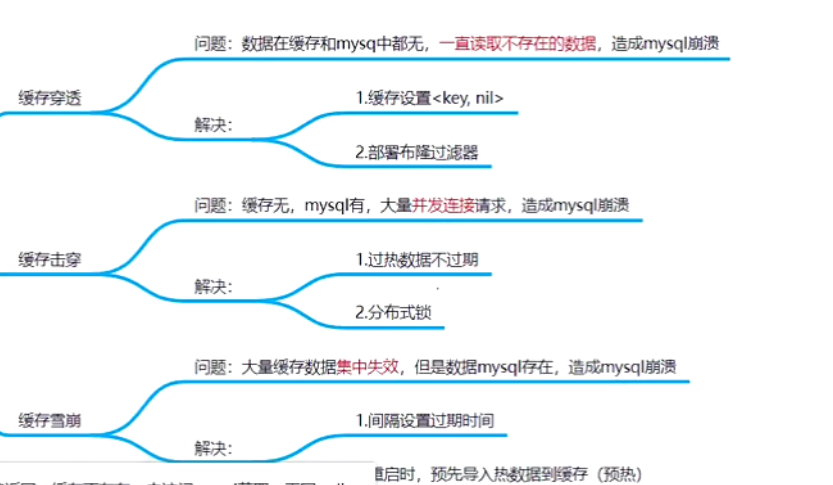 问题：数据在缓存和mysq中都无，一直读取不存在的数据，造成mysql崩溃
缓存穿透
1.缓存设置<key, nil>
解决：
2.部署布隆过滤器
问题：缓存无，mysql有，大量并发连接请求，造成mysql崩溃
缓存击穿
1.过热数据不过期
解决：
2.分布式锁
问题：大量缓存数据集中失效，但是数据mysql存在，造成mysql崩溃
缓存雪崩
1.间隔设置过期时间
解决：
启时，预先导入热数据到缓存（预热）